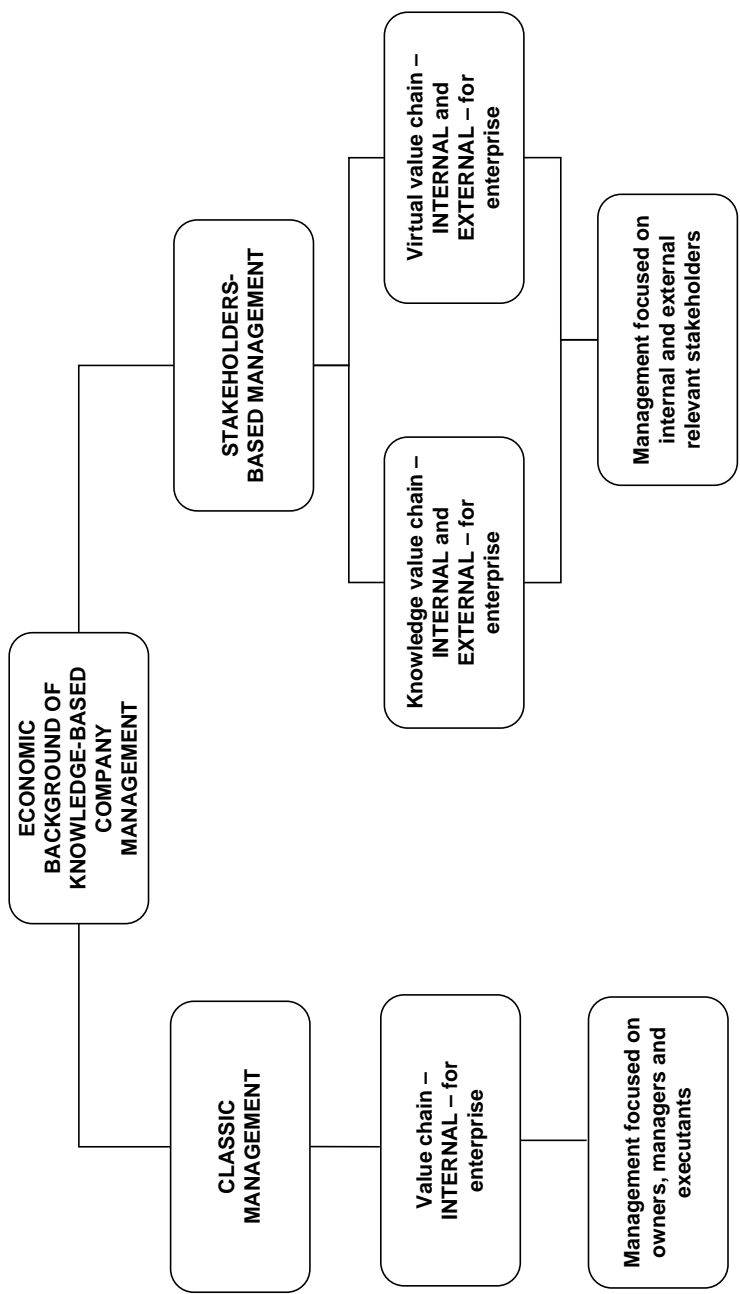 ECONOMIC
BACKGROUND OF
KNOWLEDGE-BASED
COMPANY
MANAGEMENT
CLASSIC
MANAGEMENT
STAKEHOLDERS-
BASED MANAGEMENT
Value chain –
INTERNAL – for
enterprise
Knowledge value chain –
INTERNAL and
EXTERNAL – for
enterprise
Virtual value chain –
INTERNAL and
EXTERNAL – for
enterprise
Management focused on
owners, managers and
executants
Management focused on
internal and external
relevant stakeholders